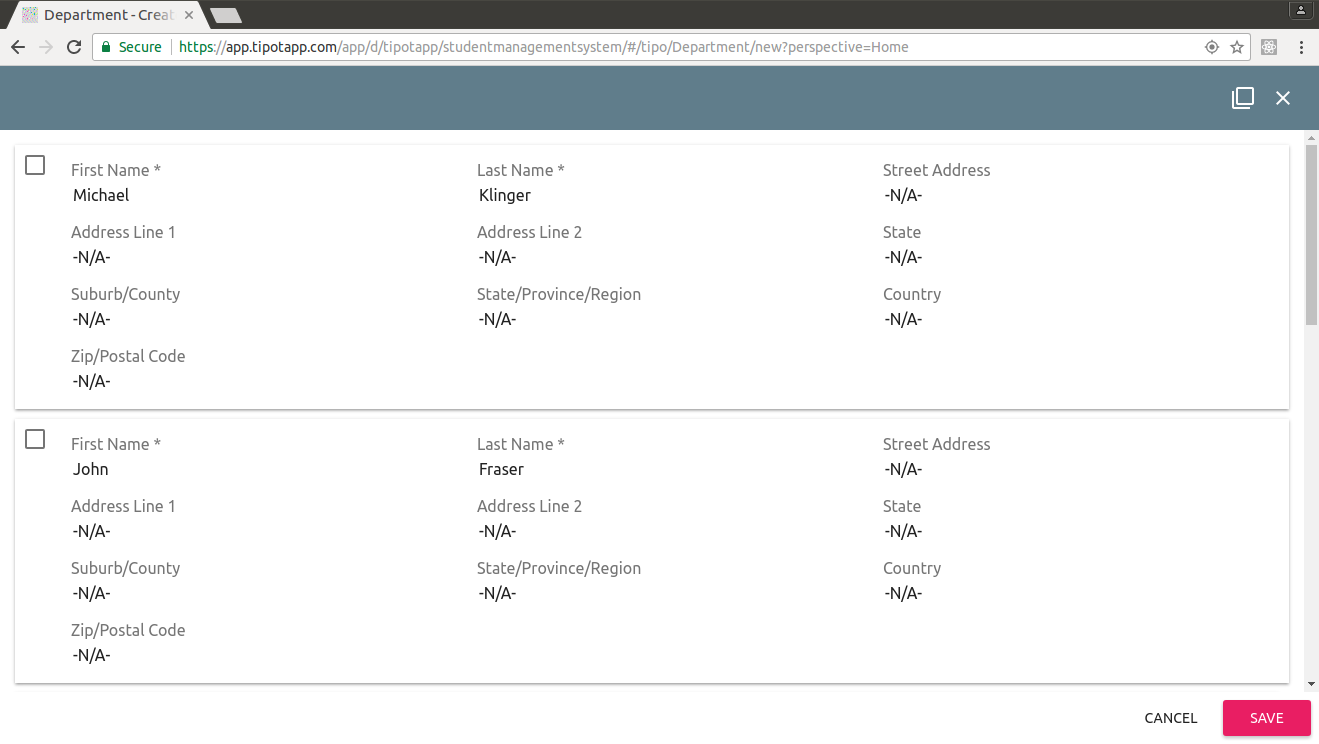 Department - Creat
Secure https://app.tipotapp.com/app/d/tipotapp/studentmanagementsystem/#/tipo/Department/new?perspective=Home
First Name * Last Name * Street Address
Michael Klinger -N/A-
Address Line 1 Address Line 2 State
-N/A- -N/A- -N/A-
Suburb/County State/Province/Region Country
-N/A- -N/A- -N/A-
Zip/Postal Code
-N/A-
First Name * Last Name * Street Address
John Fraser -N/A-
Address Line 1 Address Line 2 State
-N/A- -N/A- -N/A-
Suburb/County State/Province/Region Country
-N/A- -N/A- -N/A-
Zip/Postal Code
-N/A-
CANCEL SAVE